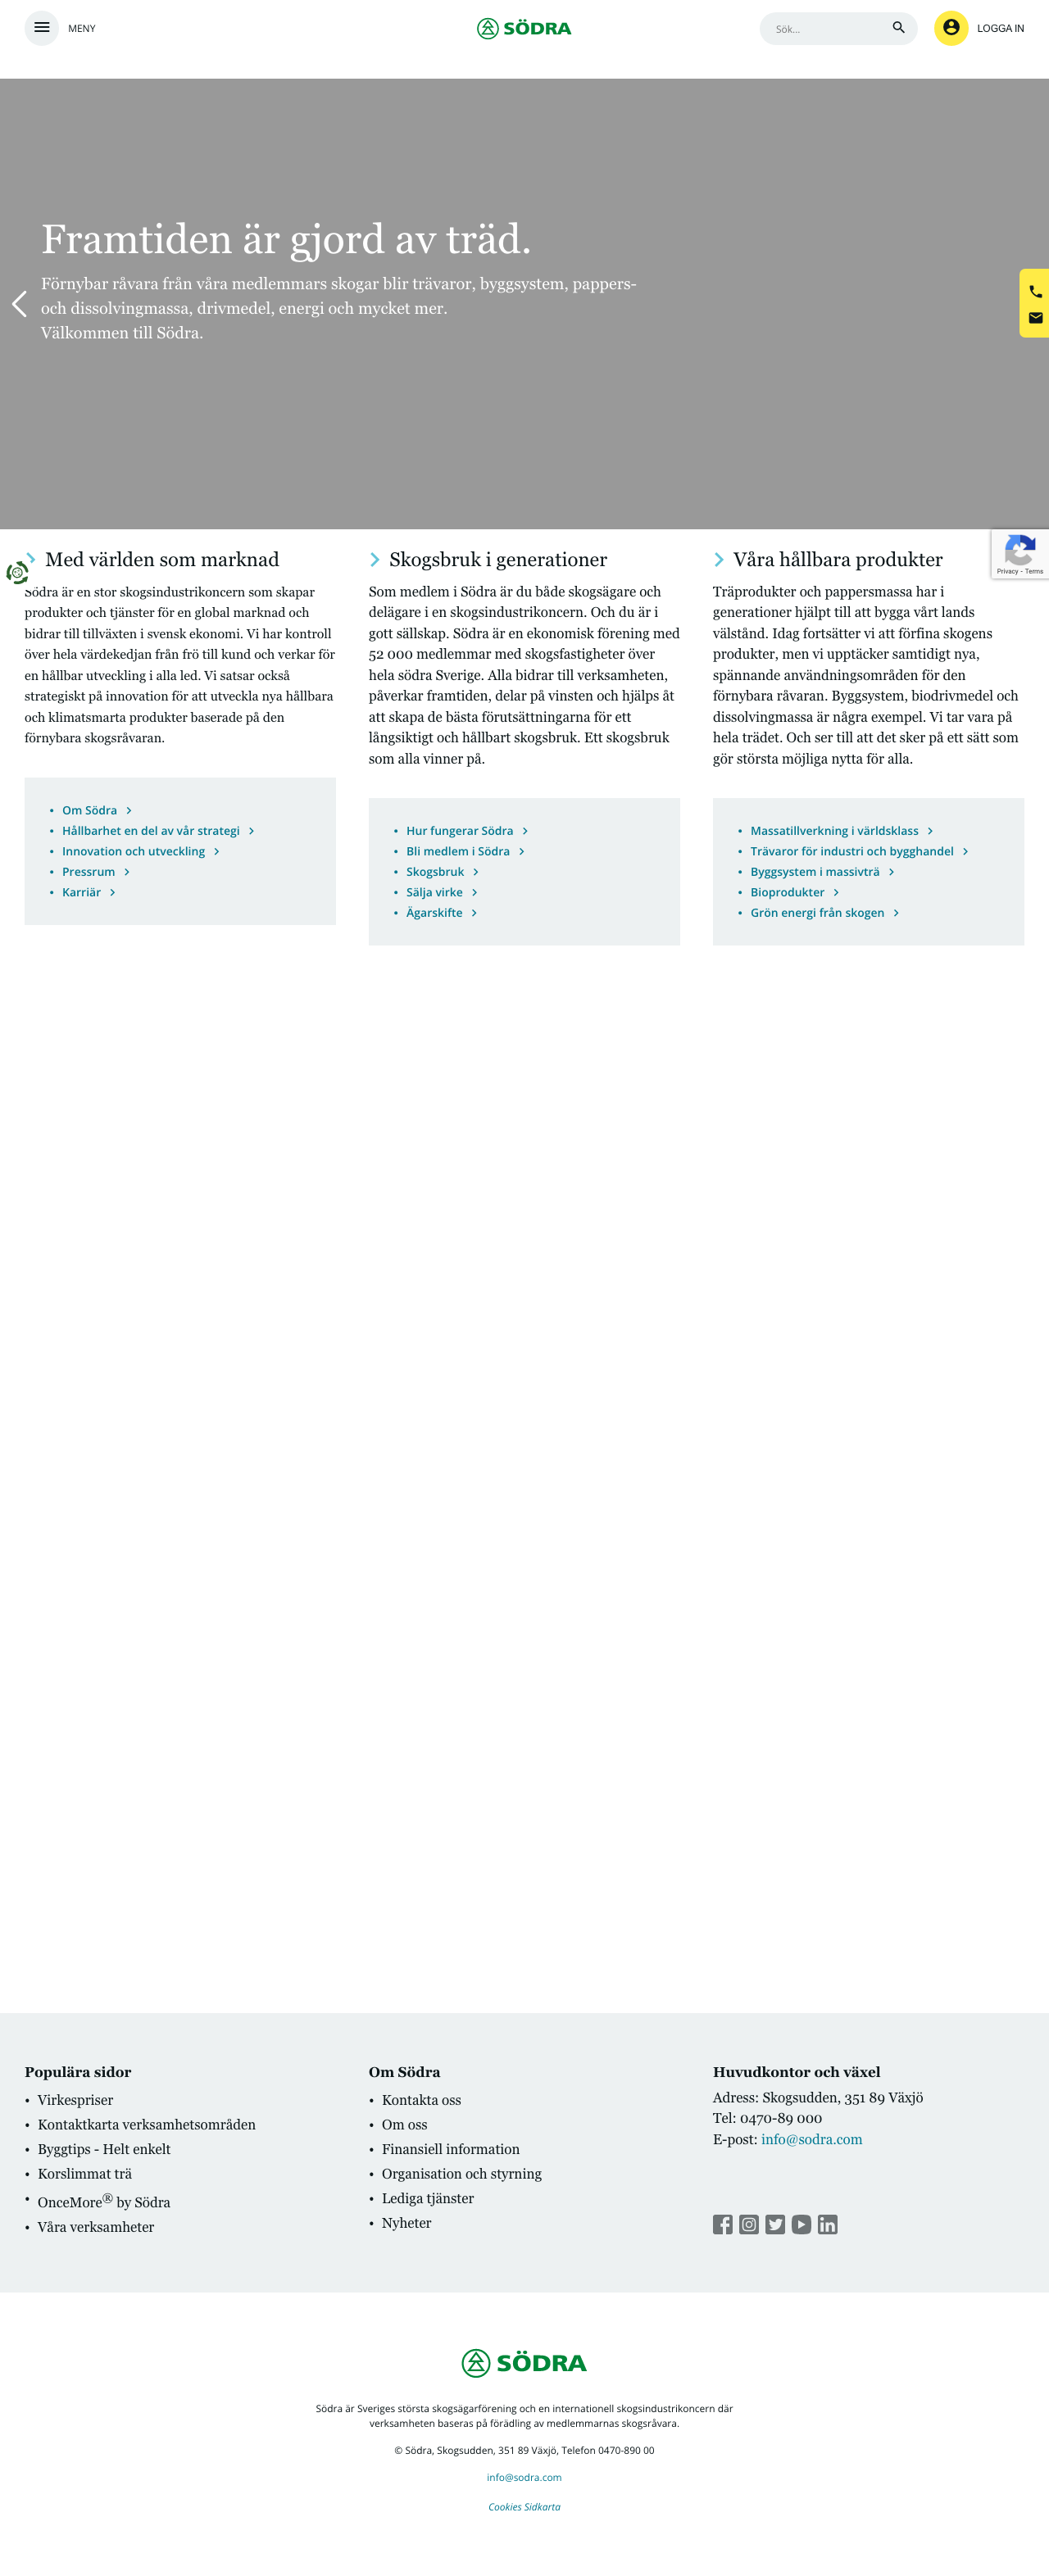 MENY
SÖDRA
Sök...
LOGGA IN
Framtiden är gjord av träd.
Förnybar råvara från våra medlemmars skogar blir trävaror, byggsystem, pappers-
och dissolvingmassa, drivmedel, energi och mycket mer.
Välkommen till Södra.
Privacy - Terms
Med världen som marknad
Södra är en stor skogsindustrikoncern som skapar
produkter och tjänster för en global marknad och
bidrar till tillväxten i svensk ekonomi. Vi har kontroll
över hela värdekedjan från frö till kund och verkar för
en hållbar utveckling i alla led. Vi satsar också
strategiskt på innovation för att utveckla nya hållbara
och klimatsmarta produkter baserade på den
förnybara skogsråvaran.
• Om Södra
• Hållbarhet en del av vår strategi
• Innovation och utveckling
• Pressrum
• Karriär
Skogsbruk i generationer
Som medlem i Södra är du både skogsägare och
delägare i en skogsindustrikoncern. Och du är i
gott sällskap. Södra är en ekonomisk förening med
52 000 medlemmar med skogsfastigheter över
hela södra Sverige. Alla bidrar till verksamheten,
påverkar framtiden, delar på vinsten och hjälps åt
att skapa de bästa förutsättningarna för ett
långsiktigt och hållbart skogsbruk. Ett skogsbruk
som alla vinner på.
• Hur fungerar Södra
• Bli medlem i Södra
• Skogsbruk
• Sälja virke
• Ägarskifte
Våra hållbara produkter
Träprodukter och pappersmassa har i
generationer hjälpt till att bygga vårt lands
välstånd. Idag fortsätter vi att förfina skogens
produkter, men vi upptäcker samtidigt nya,
spännande användningsområden för den
förnybara råvaran. Byggsystem, biodrivmedel och
dissolvingmassa är några exempel. Vi tar vara på
hela trädet. Och ser till att det sker på ett sätt som
gör största möjliga nytta för alla.
• Massatillverkning i världsklass
• Trävaror för industri och bygghandel
• Byggsystem i massivträ
• Bioprodukter
• Grön energi från skogen
Populära sidor
• Virkespriser
• Kontaktkarta verksamhetsområden
• Byggtips - Helt enkelt
• Korslimmat trä
• OnceMore® by Södra
• Våra verksamheter
Om Södra
• Kontakta oss
• Om oss
• Finansiell information
• Organisation och styrning
• Lediga tjänster
• Nyheter
Huvudkontor och växel
Adress: Skogsudden, 351 89 Växjö
Tel: 0470-89 000
E-post: info@sodra.com
SÖDRA
Södra är Sveriges största skogsägarförening och en internationell skogsindustrikoncern där
verksamheten baseras på förädling av medlemmarnas skogsråvara.
© Södra, Skogsudden, 351 89 Växjö, Telefon 0470-890 00
info@sodra.com
Cookies Sidkarta